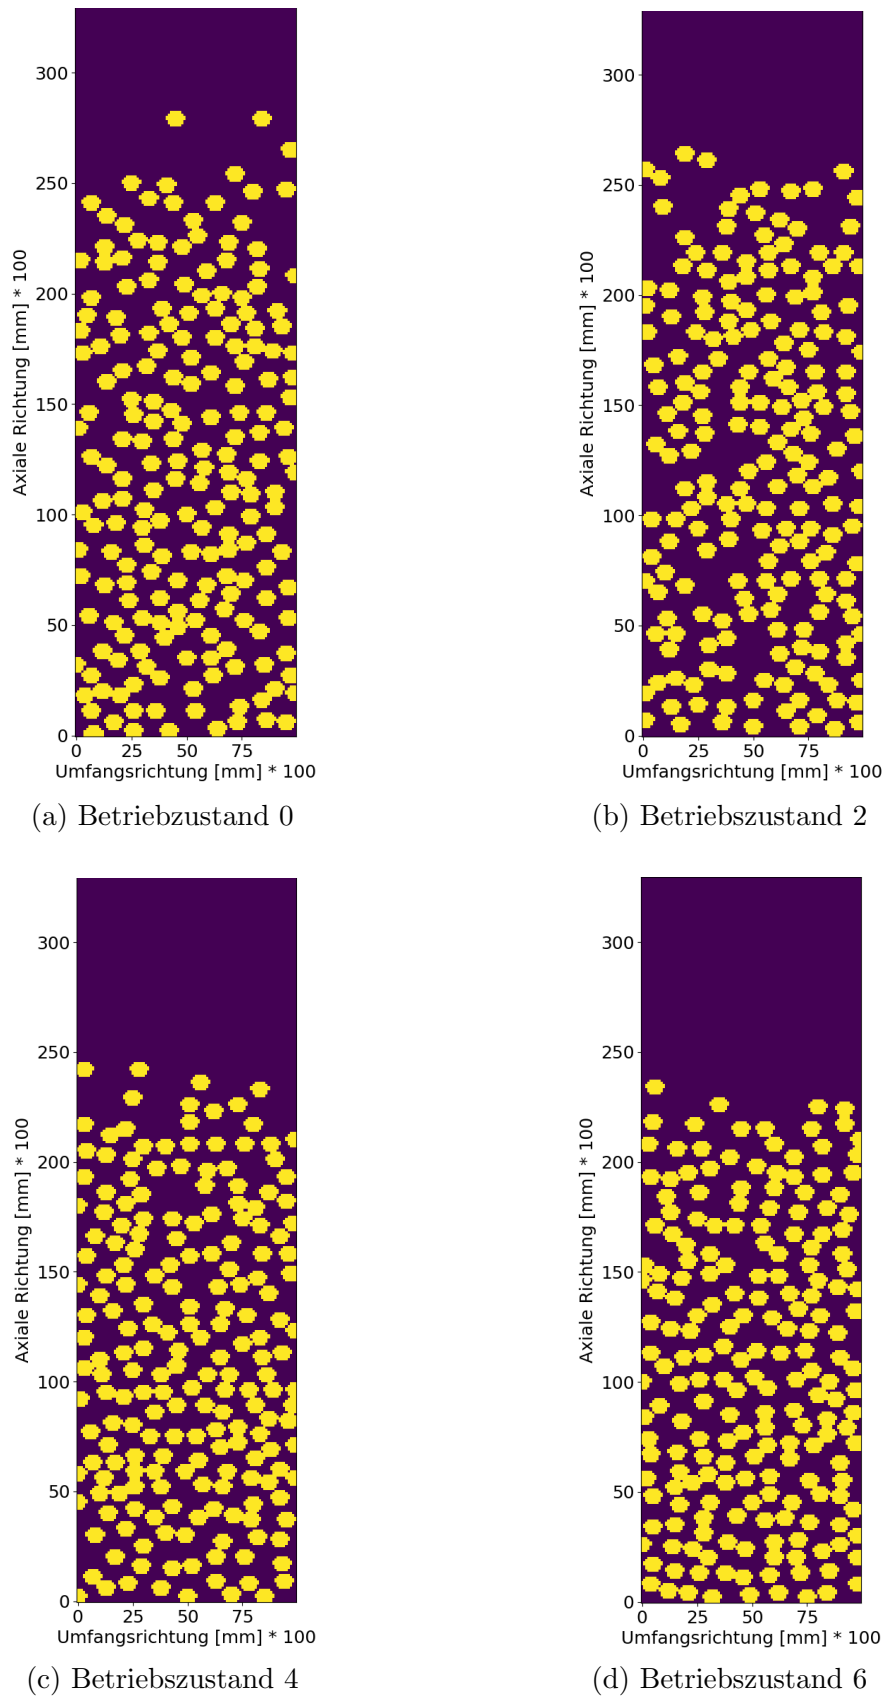 300
250
200
150
100
50
0
Axiale Richtung [mm] * 100
0 25 50 75
Umfangsrichtung [mm] * 100
(a) Betriebzustand 0
300
250
200
150
100
50
0
Axiale Richtung [mm] * 100
0 25 50 75
Umfangsrichtung [mm] * 100
(b) Betriebszustand 2
300
250
200
150
100
50
0
Axiale Richtung [mm] * 100
0 25 50 75
Umfangsrichtung [mm] * 100
(c) Betriebszustand 4
300
250
200
150
100
50
0
Axiale Richtung [mm] * 100
0 25 50 75
Umfangsrichtung [mm] * 100
(d) Betriebszustand 6